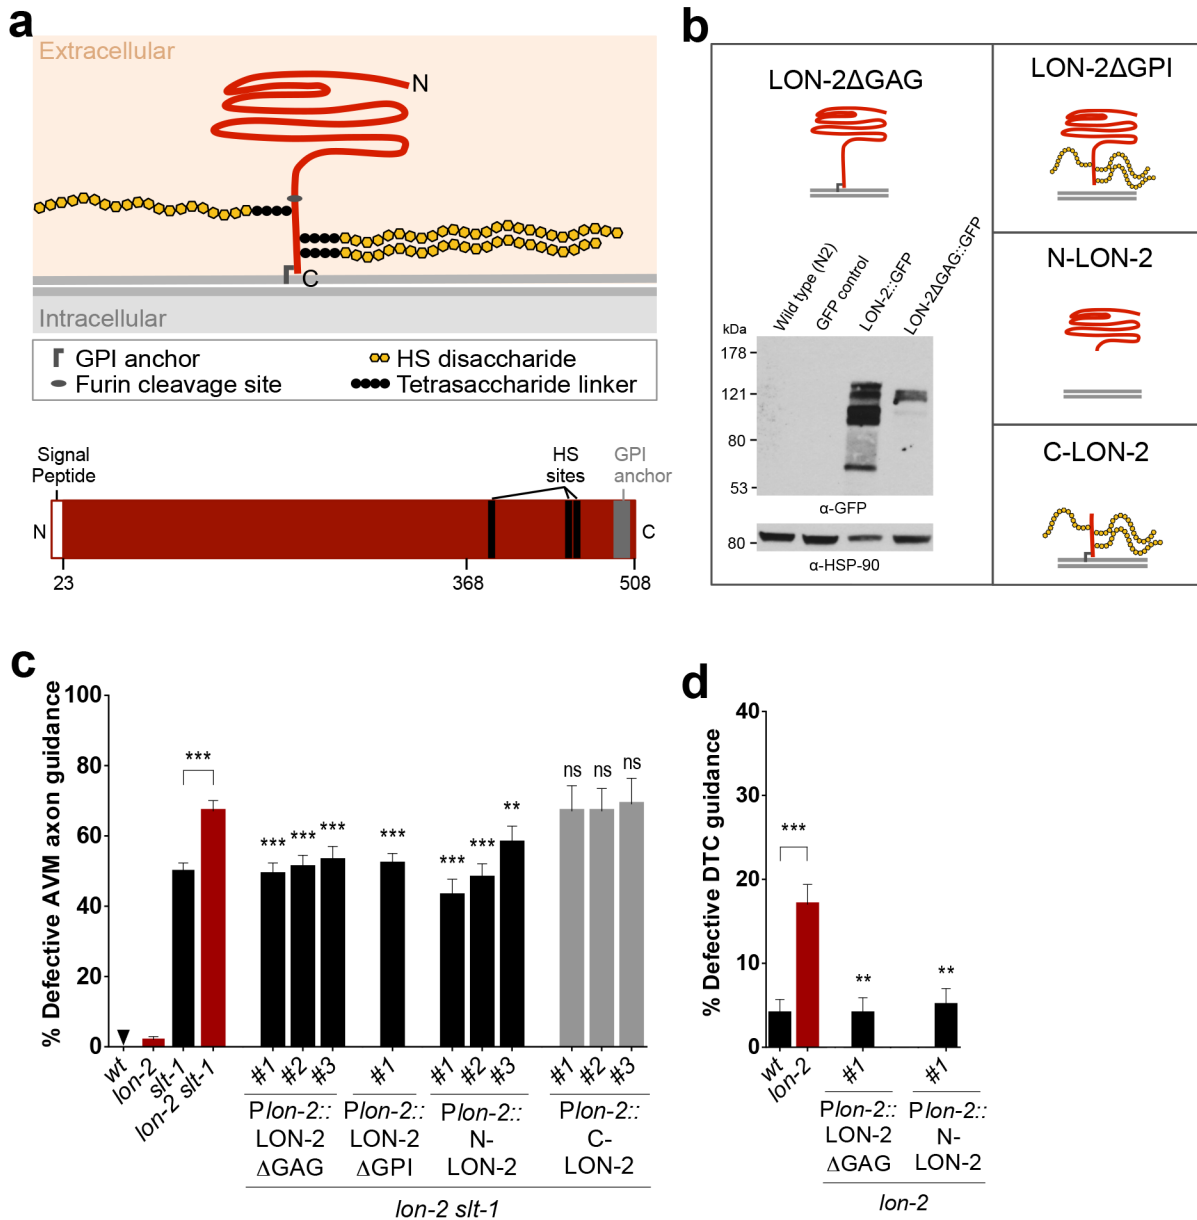 a
Extracellular
N
C
Intracellular
GPI anchor
HS disaccharide
Furin cleavage site
Tetrasaccharide linker
Signal
Peptide
HS
sites
GPI
anchor
N
C
23
368
508
b
LON-2ΔGAG
Wild type (N2)
GFP control
LON-2::GFP
LON-2ΔGAG::GFP
kDa
178
121
80
53
α-GFP
80
α-HSP-90
LON-2ΔGPI
N-LON-2
C-LON-2
c
% Defective AVM axon guidance
100
80
60
40
20
0
***
*** *** ***
***
*** *** **
ns ns ns
wt
lon-2
slt-1
lon-2 slt-1
#1 #2 #3
#1
#1 #2 #3
#1 #2 #3
Plon-2::
LON-2
ΔGAG
Plon-2::
LON-2
ΔGPI
Plon-2::
N-
LON-2
Plon-2::
C-
LON-2
lon-2 slt-1
d
% Defective DTC guidance
40
30
20
10
0
***
**
**
wt
lon-2
#1
#1
Plon-2::
LON-2
ΔGAG
Plon-2::
N-
LON-2
lon-2